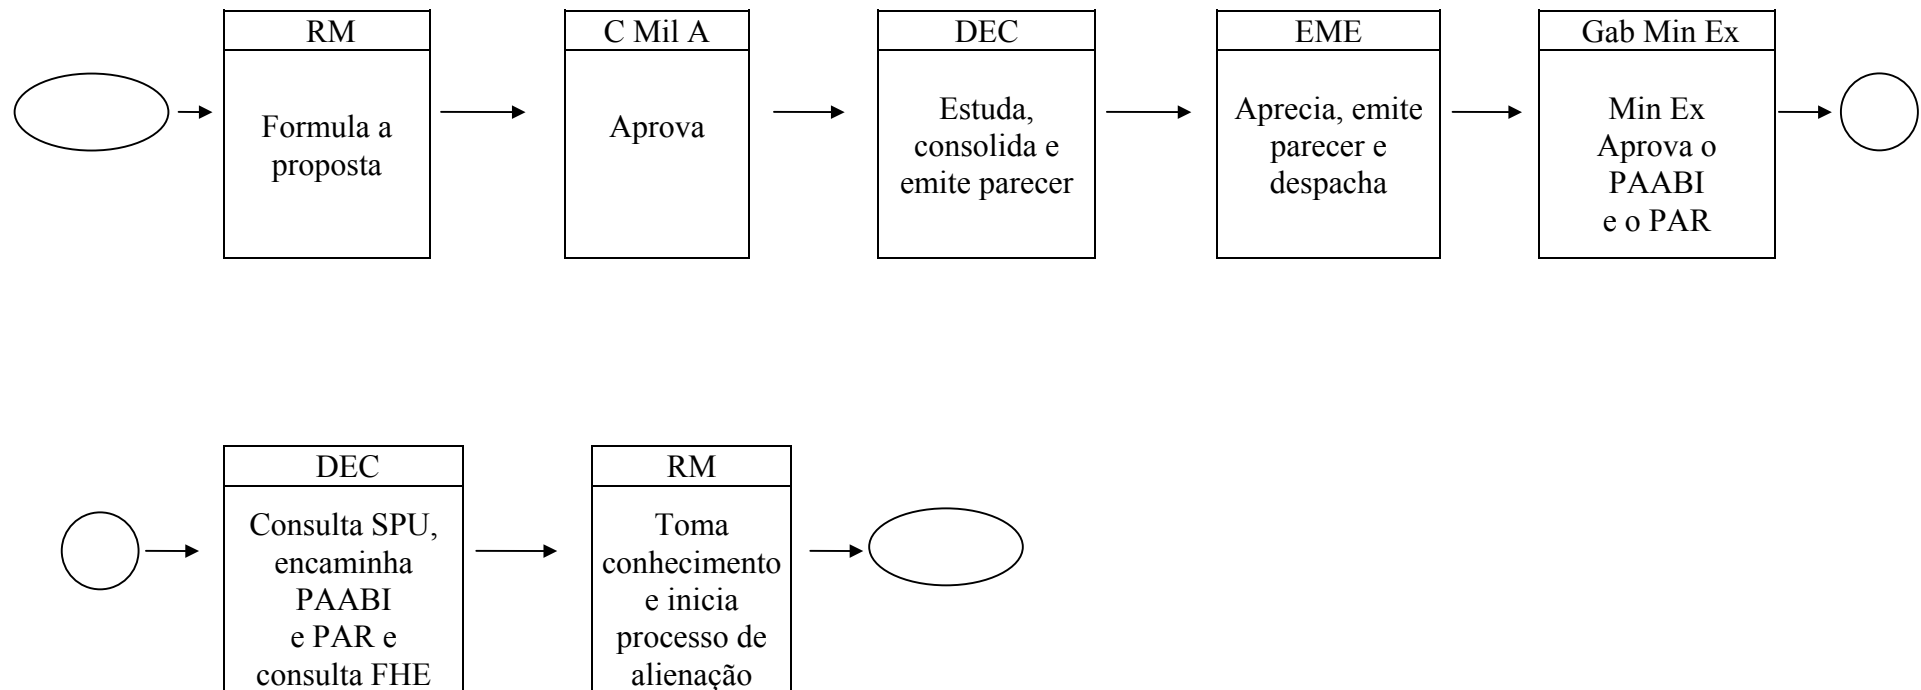 RM
Formula a
proposta
C Mil A
Aprova
DEC
Estuda,
consolida e
emite parecer
EME
Aprecia, emite
parecer e
despacha
Gab Min Ex
Min Ex
Aprova o
PAABI
e o PAR
DEC
Consulta SPU,
encaminha
PAABI
e PAR e
consulta FHE
RM
Toma
conhecimento
e inicia
processo de
alienação